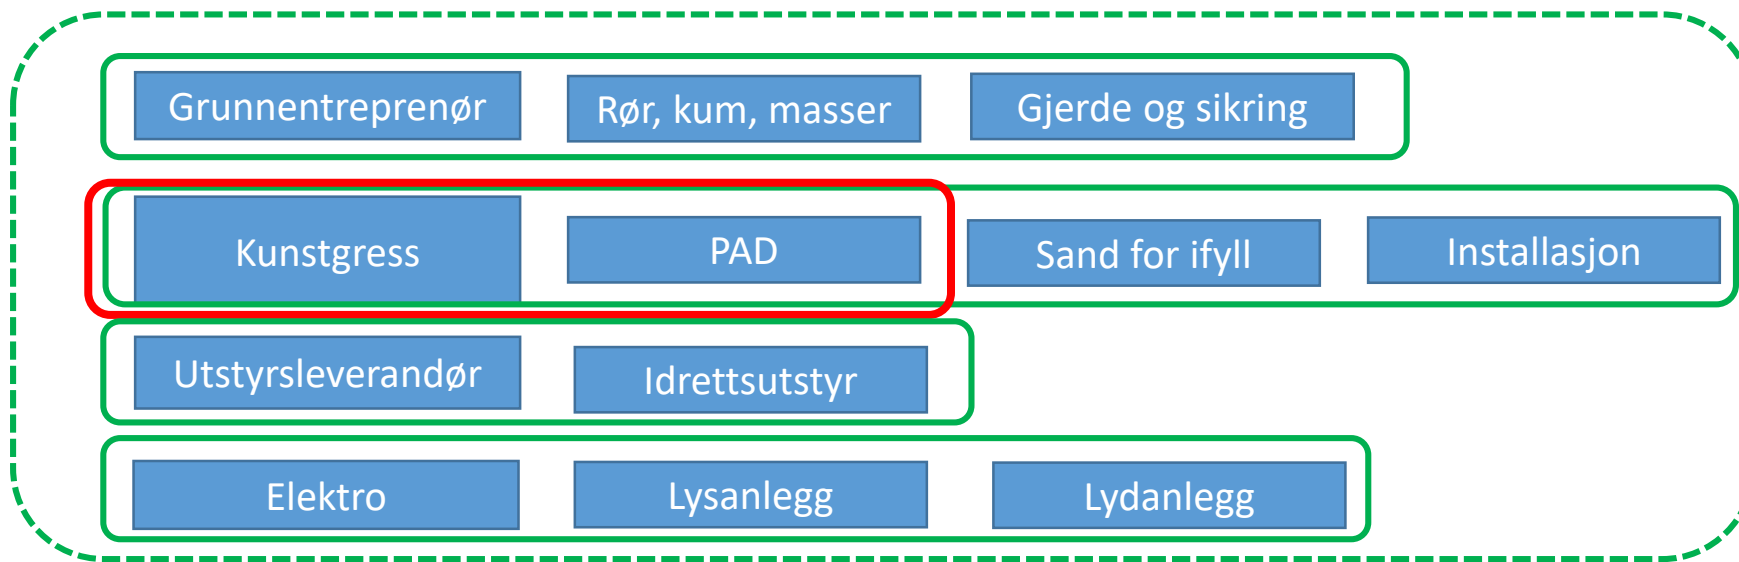 Grunnentreprenør
Rør, kum, masser
Gjerde og sikring
Kunstgress
PAD
Sand for ifyll
Installasjon
Utstyrsleverandør
Idrettsutstyr
Elektro
Lysanlegg
Lydanlegg